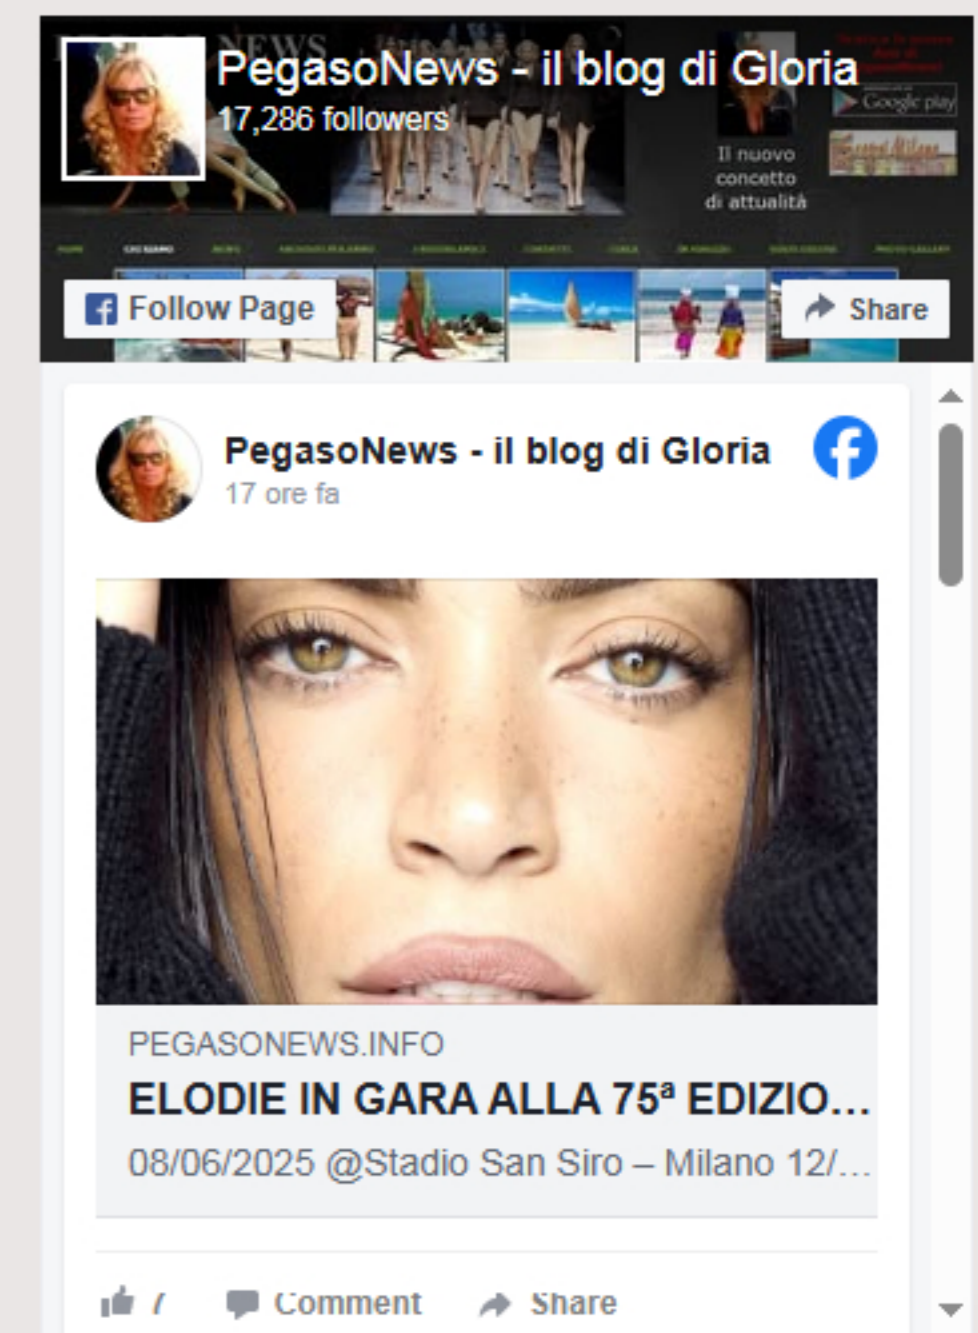 NEWS
PegasoNews - il blog di Gloria
17,286 followers
Google play
Il nuovo
concetto
di attualità
Follow Page
Share
PegasoNews - il blog di Gloria
17 ore fa
PEGASONEWS.INFO
ELODIE IN GARA ALLA 75ª EDIZIO...
08/06/2025 @Stadio San Siro – Milano 12/...
7 Comment Share